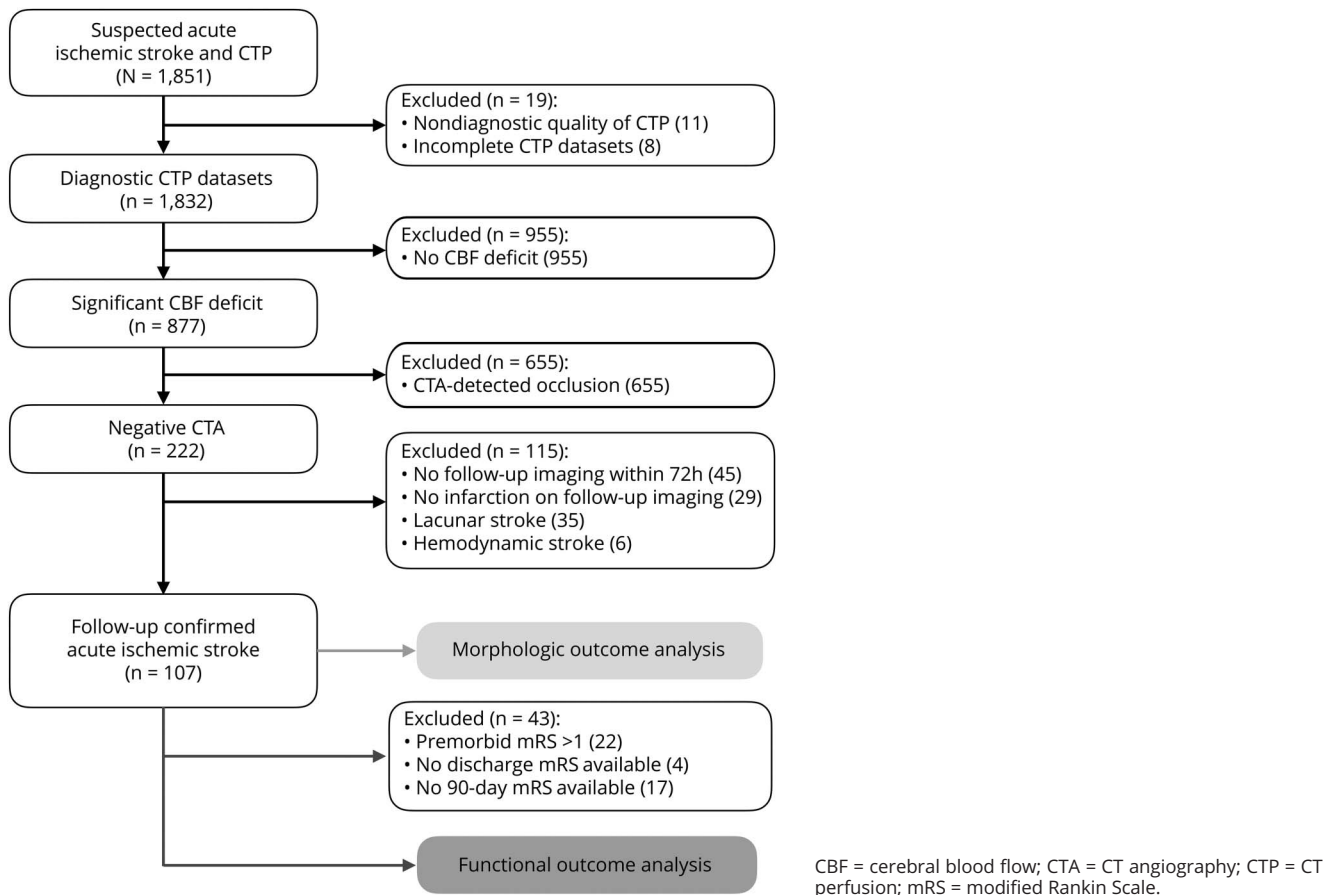 Suspected acute
ischemic stroke and CTP
(N = 1,851)
Excluded (n = 19):
• Nondiagnostic quality of CTP (11)
• Incomplete CTP datasets (8)
Diagnostic CTP datasets
(n = 1,832)
Excluded (n = 955):
• No CBF deficit (955)
Significant CBF deficit
(n = 877)
Excluded (n = 655):
• CTA-detected occlusion (655)
Negative CTA
(n = 222)
Excluded (n = 115):
• No follow-up imaging within 72h (45)
• No infarction on follow-up imaging (29)
• Lacunar stroke (35)
• Hemodynamic stroke (6)
Follow-up confirmed
acute ischemic stroke
(n = 107)
Morphologic outcome analysis
Excluded (n = 43):
• Premorbid mRS >1 (22)
• No discharge mRS available (4)
• No 90-day mRS available (17)
Functional outcome analysis
CBF = cerebral blood flow; CTA = CT angiography; CTP = CT
perfusion; mRS = modified Rankin Scale.